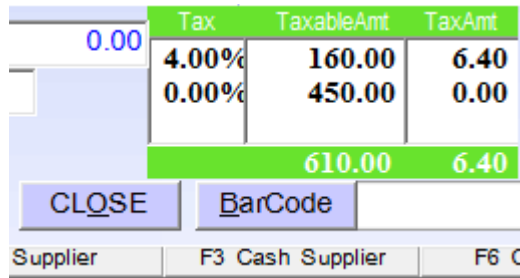 Tax TaxableAmt TaxAmt
0.00
4.00% 160.00 6.40
0.00% 450.00 0.00
610.00 6.40
CLOSE BarCode
Supplier F3 Cash Supplier F6